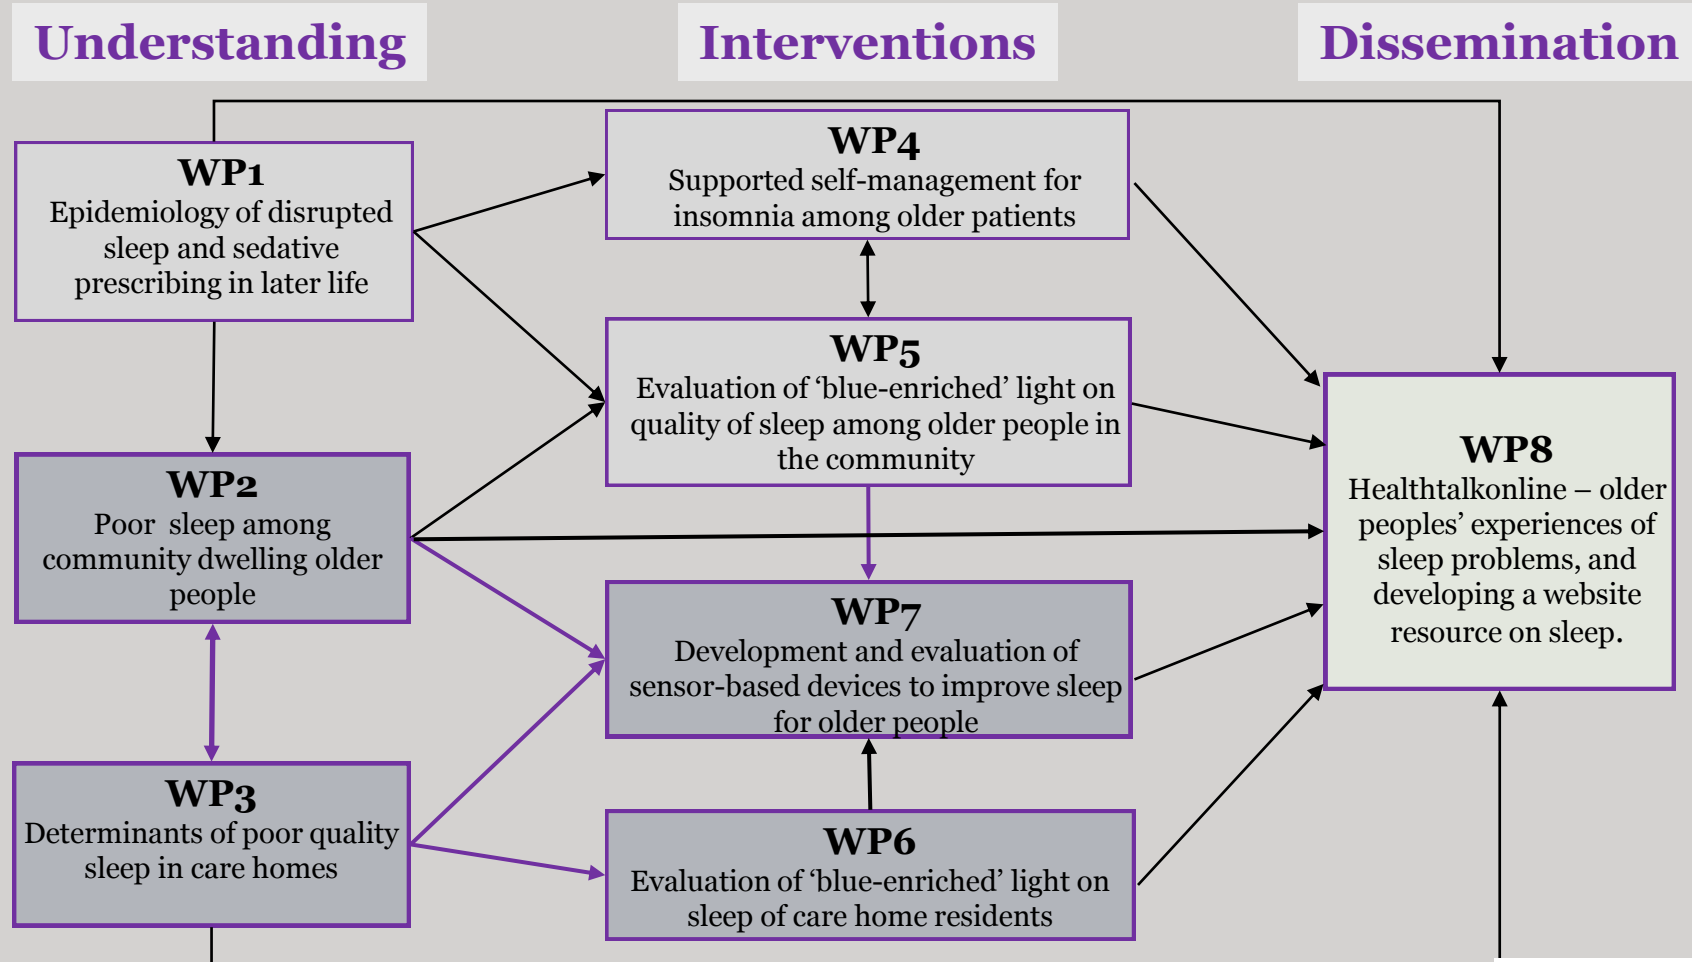 Understanding
Interventions
Dissemination
WP1
Epidemiology of disrupted
sleep and sedative
prescribing in later life
WP2
Poor  sleep among
community dwelling older
people
WP3
Determinants of poor quality
sleep in care homes
WP4
Supported self-management for
insomnia among older patients
WP5
Evaluation of ‘blue-enriched’ light on
quality of sleep among older people in
the community
WP7
Development and evaluation of
sensor-based devices to improve sleep
for older people
WP6
Evaluation of ‘blue-enriched’ light on
sleep of care home residents
WP8
Healthtalkonline – older
peoples’ experiences of
sleep problems, and
developing a website
resource on sleep.